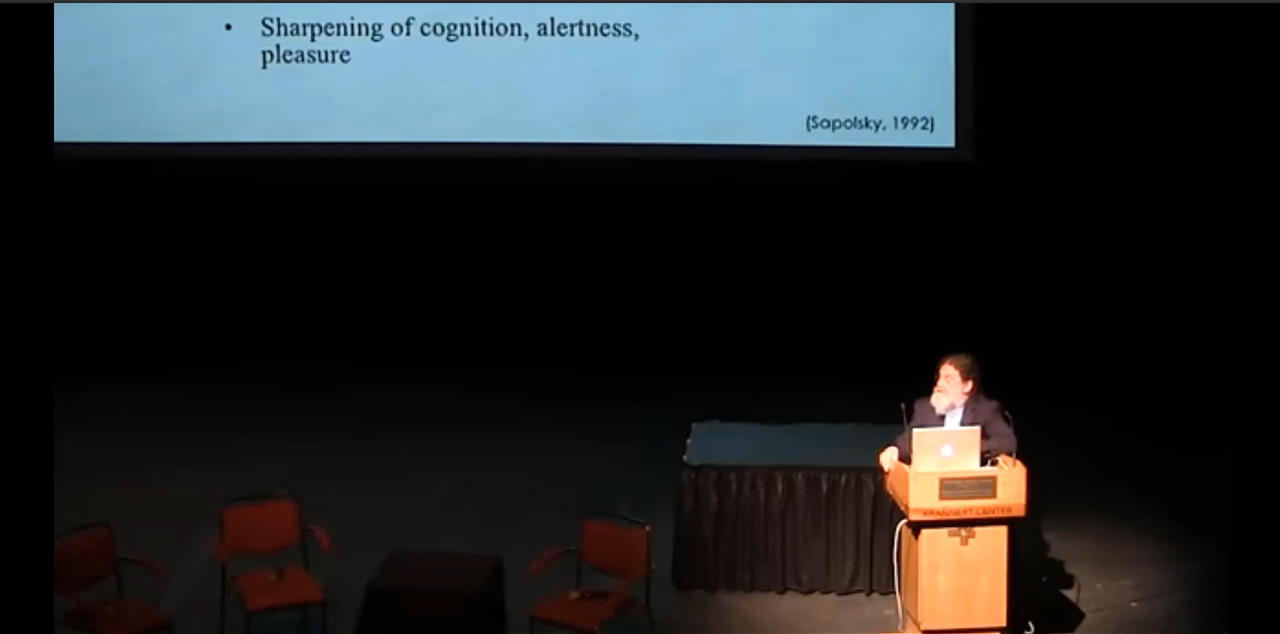 • Sharpening of cognition, alertness,
pleasure
(Sapolsky, 1992)
KRANNERT CENTER